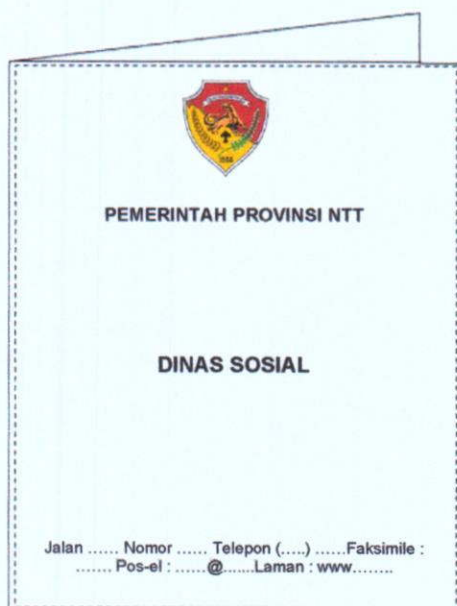 PEMERINTAH PROVINSI NTT
DINAS SOSIAL
Jalan ...... Nomor ...... Telepon (.....) ......Faksimile :
....... Pos-el : ......@.......Laman : www........